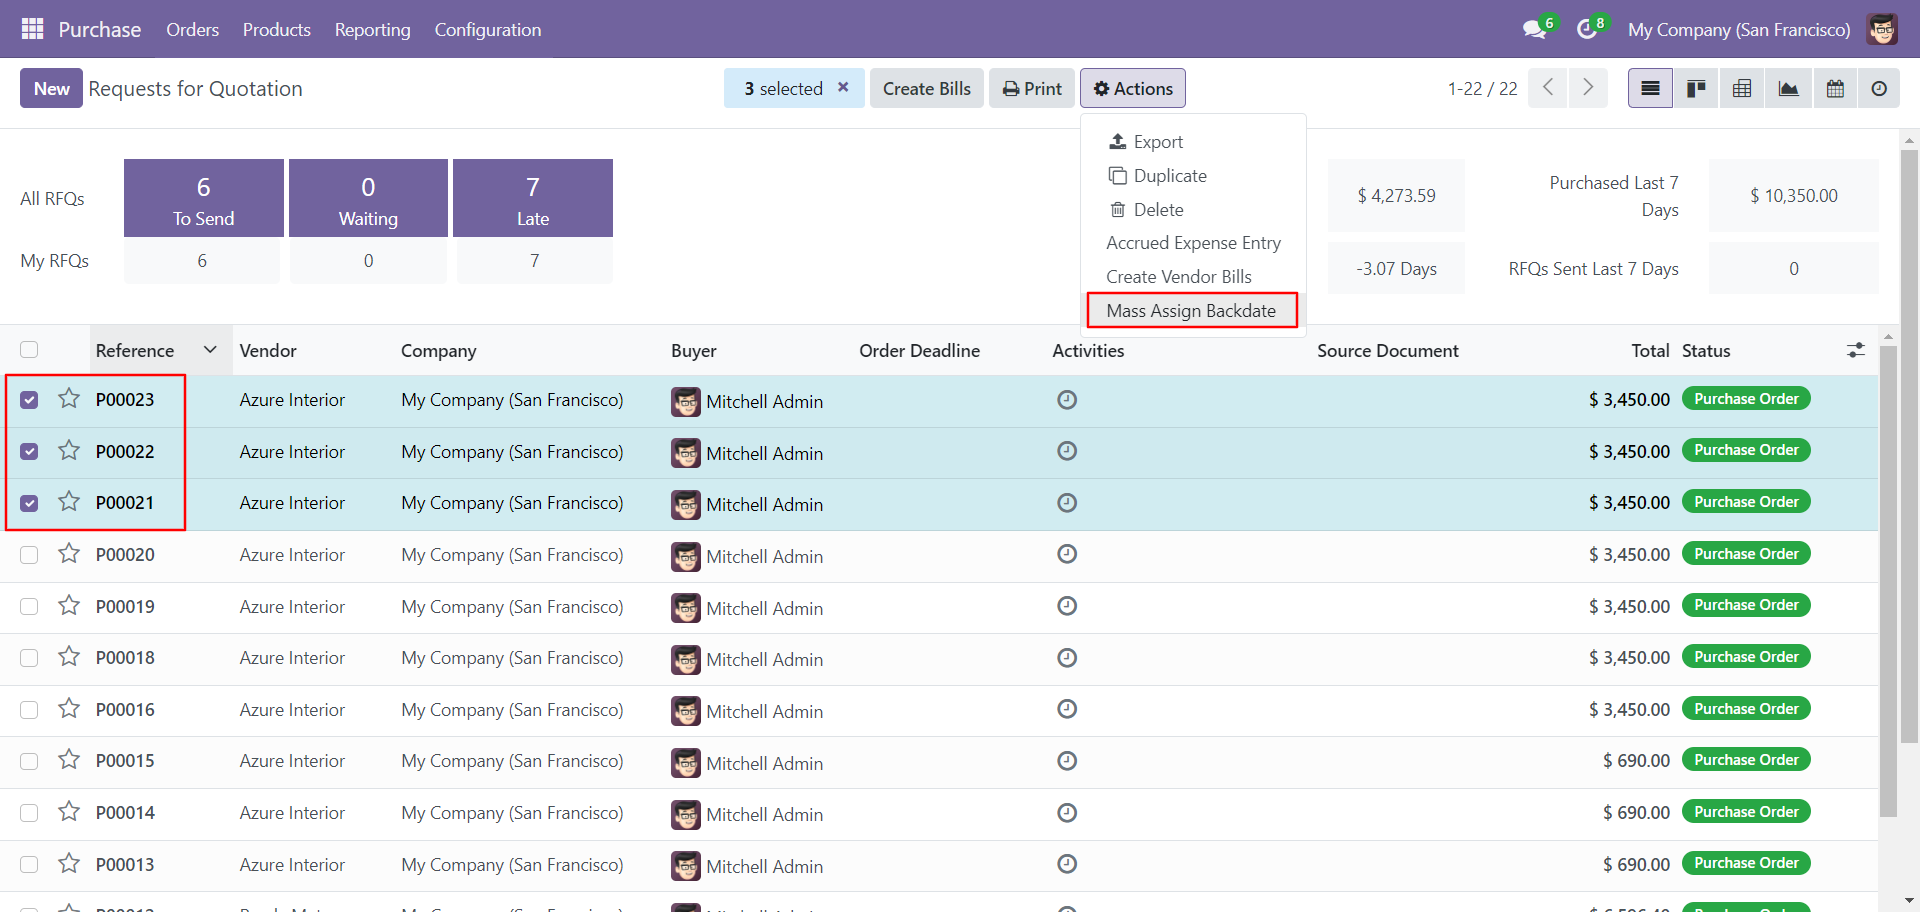 Purchase Orders Products Reporting Configuration 6 8 My Company (San Francisco)
New Requests for Quotation 3 selected × Create Bills Print Actions 1-22 / 22
Export
Duplicate
Delete
Accrued Expense Entry
Create Vendor Bills
Mass Assign Backdate
All RFQs 6 To Send 0 Waiting 7 Late $ 4,273.59 Purchased Last 7 Days $ 10,350.00
My RFQs 6 0 7 -3.07 Days RFQs Sent Last 7 Days 0
Reference Vendor Company Buyer Order Deadline Activities Source Document Total Status
P00023 Azure Interior My Company (San Francisco) Mitchell Admin $ 3,450.00 Purchase Order
P00022 Azure Interior My Company (San Francisco) Mitchell Admin $ 3,450.00 Purchase Order
P00021 Azure Interior My Company (San Francisco) Mitchell Admin $ 3,450.00 Purchase Order
P00020 Azure Interior My Company (San Francisco) Mitchell Admin $ 3,450.00 Purchase Order
P00019 Azure Interior My Company (San Francisco) Mitchell Admin $ 3,450.00 Purchase Order
P00018 Azure Interior My Company (San Francisco) Mitchell Admin $ 3,450.00 Purchase Order
P00016 Azure Interior My Company (San Francisco) Mitchell Admin $ 3,450.00 Purchase Order
P00015 Azure Interior My Company (San Francisco) Mitchell Admin $ 690.00 Purchase Order
P00014 Azure Interior My Company (San Francisco) Mitchell Admin $ 690.00 Purchase Order
P00013 Azure Interior My Company (San Francisco) Mitchell Admin $ 690.00 Purchase Order